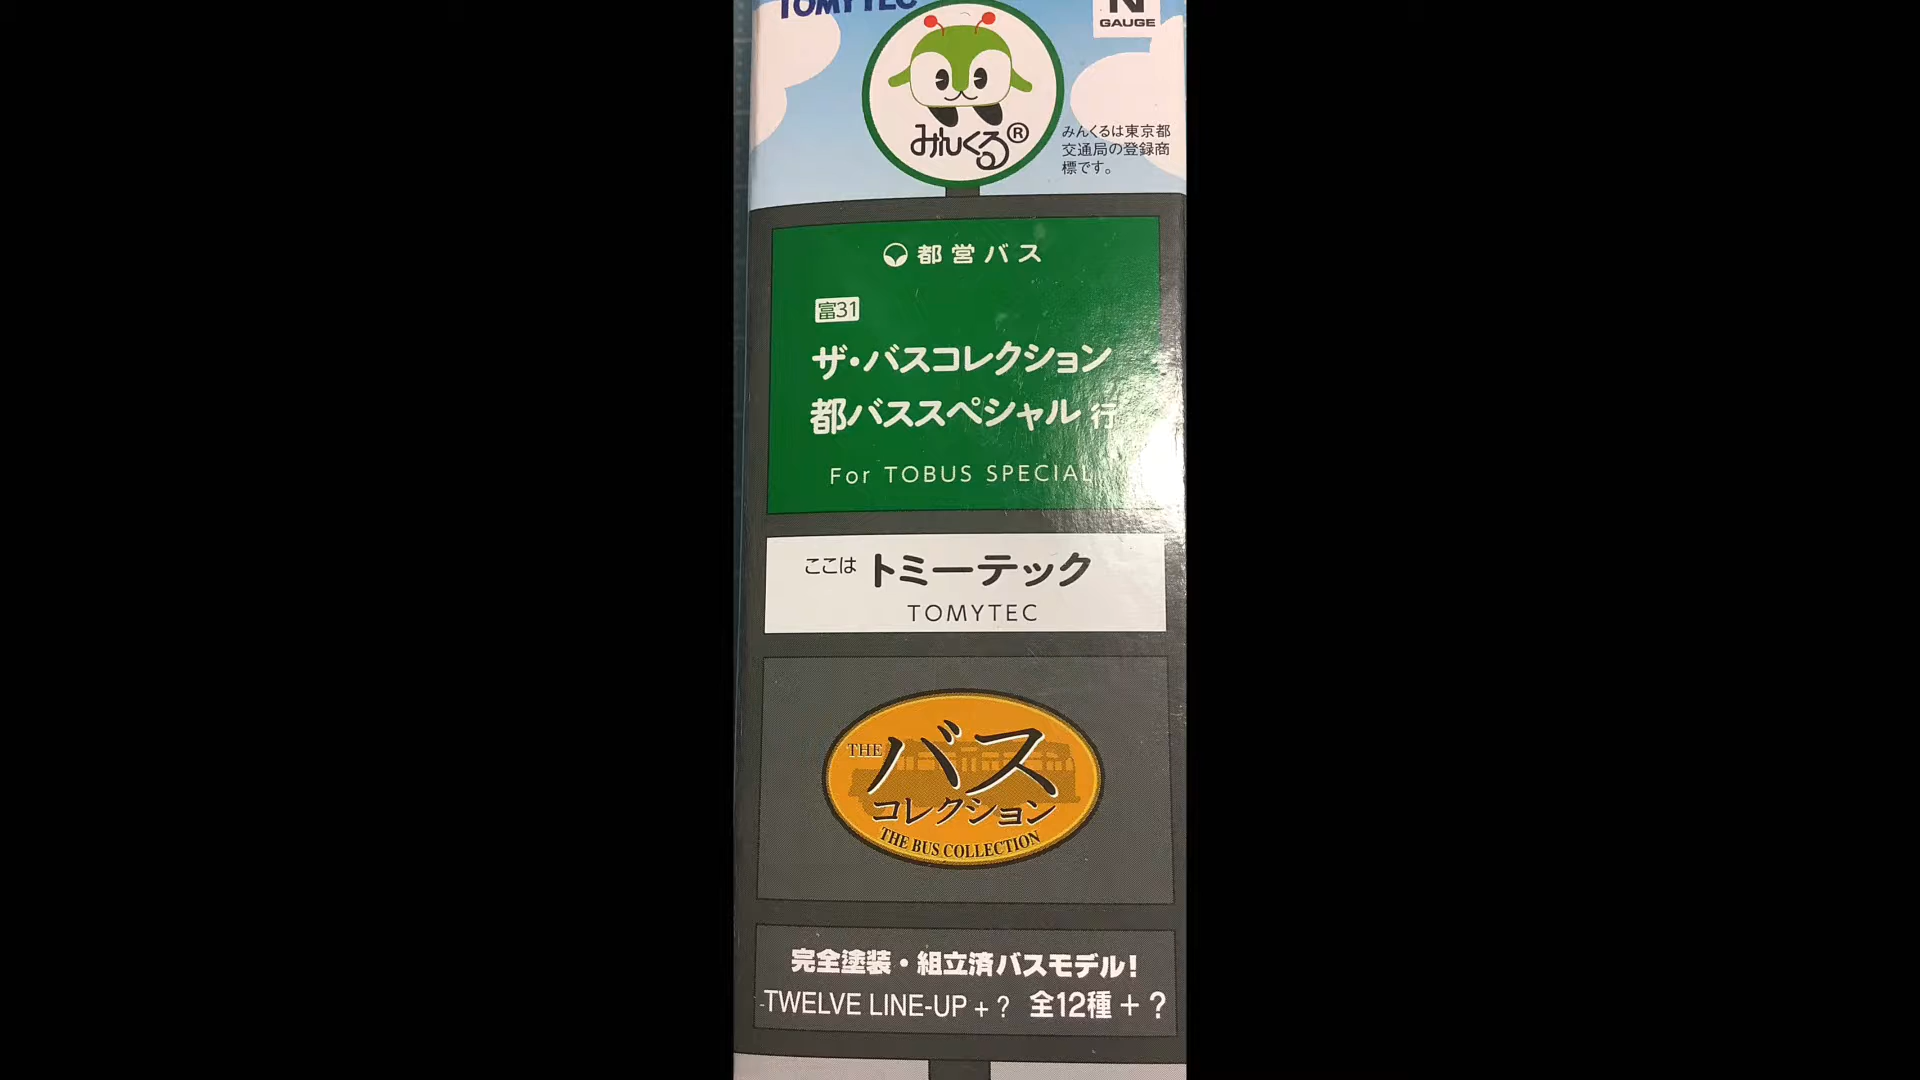 TOMYTEC
N
GAUGE
みんくる®
みんくるは東京都
交通局の登録商
標です。
都営バス
富31
ザ・バスコレクション
都バススペシャル 行
For TOBUS SPECIAL
ここは トミーテック
TOMYTEC
THE バス
コレクション
THE BUS COLLECTION
完全塗装・組立済バスモデル!
TWELVE LINE-UP + ? 全12種 + ?